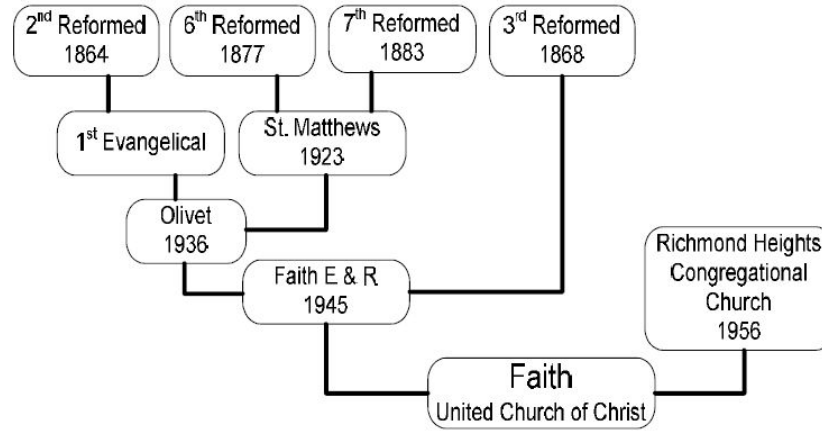 2nd Reformed
1864
6th Reformed
1877
7th Reformed
1883
3rd Reformed
1868
1st Evangelical
St. Matthews
1923
Olivet
1936
Faith E & R
1945
Richmond Heights
Congregational
Church
1956
Faith
United Church of Christ